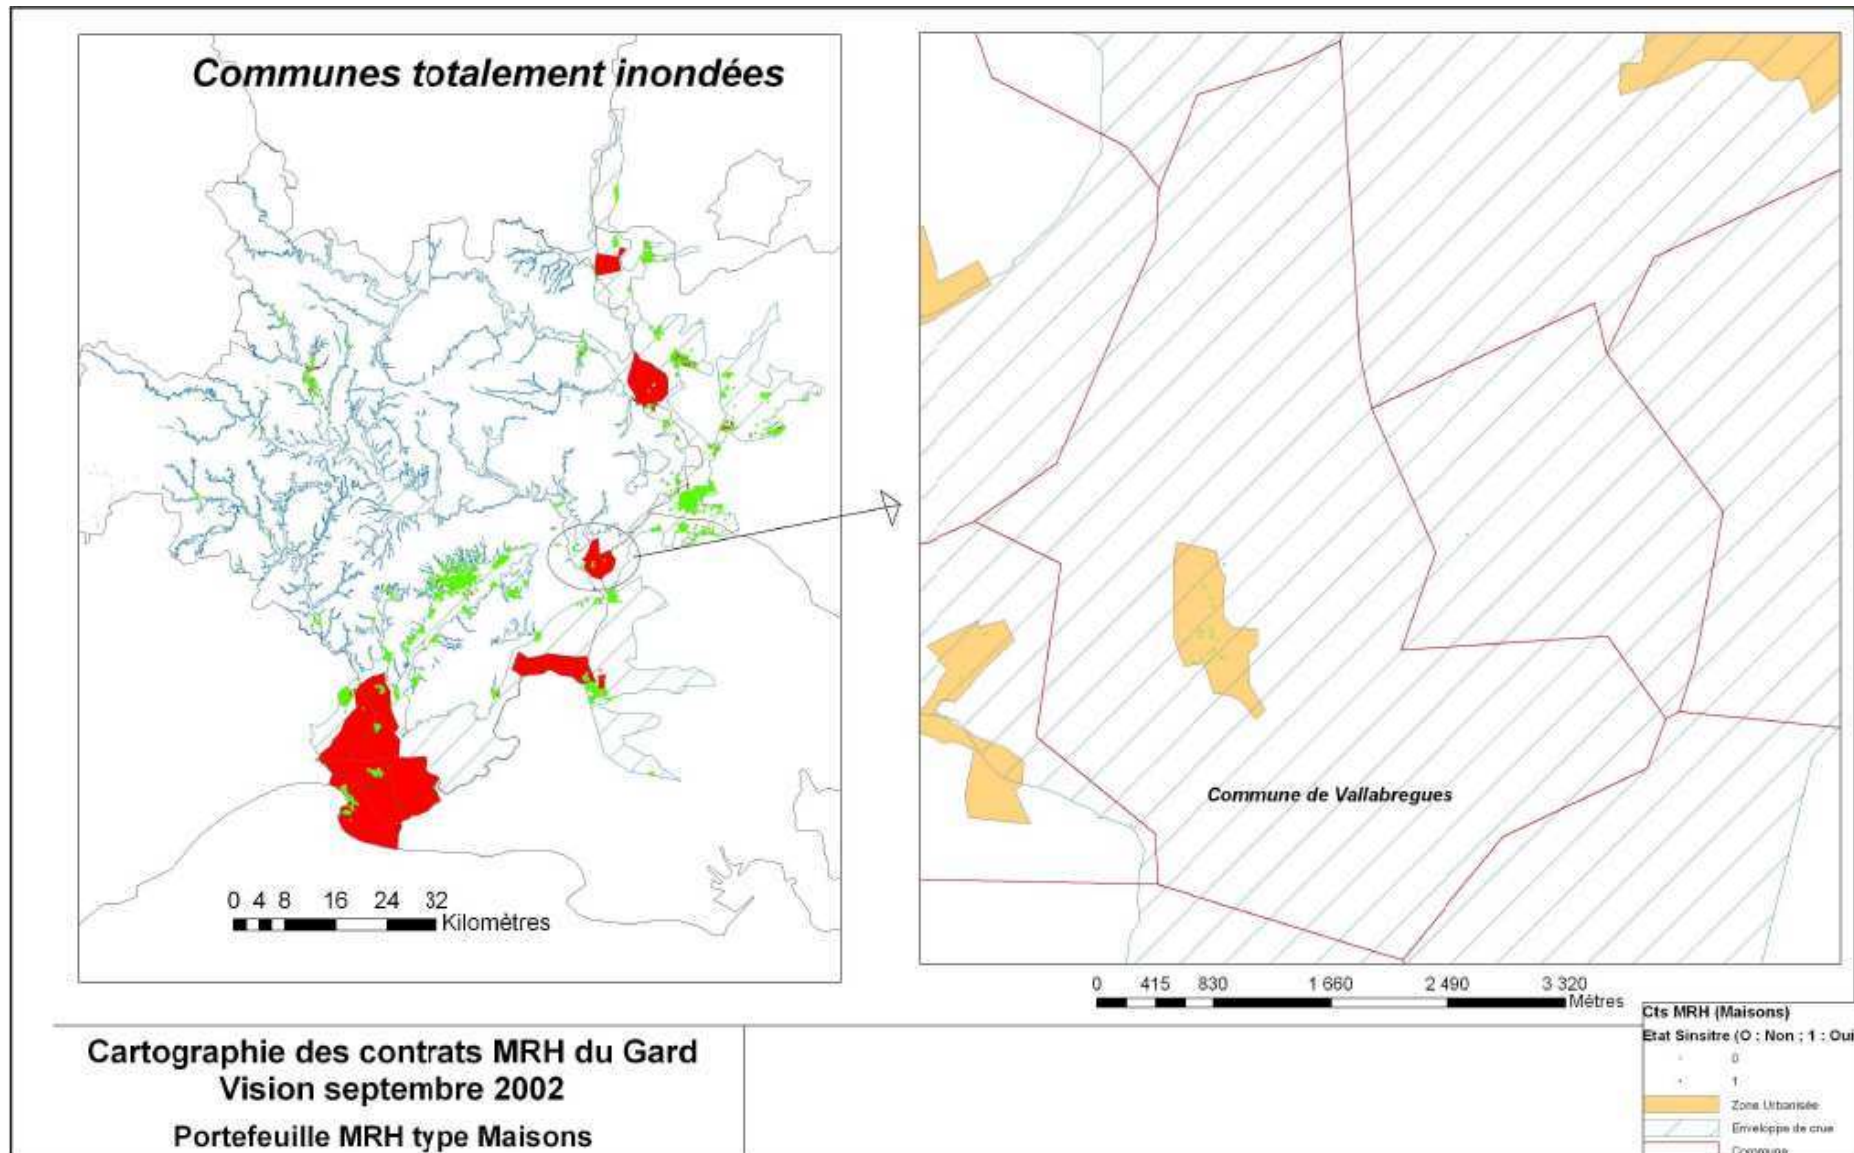 Communes totalement inondées
0 4 8 16 24 32
Kilomètres
Commune de Vallabregues
0 415 830 1 660 2 490 3 320
Mètres
Cartographie des contrats MRH du Gard
Vision septembre 2002
Portefeuille MRH type Maisons
Cts MRH (Maisons)
Etat Sinsitre (O : Non ; 1 : Oui
0
1
Zone Urbanisée
Enveloppe de crue
Commune